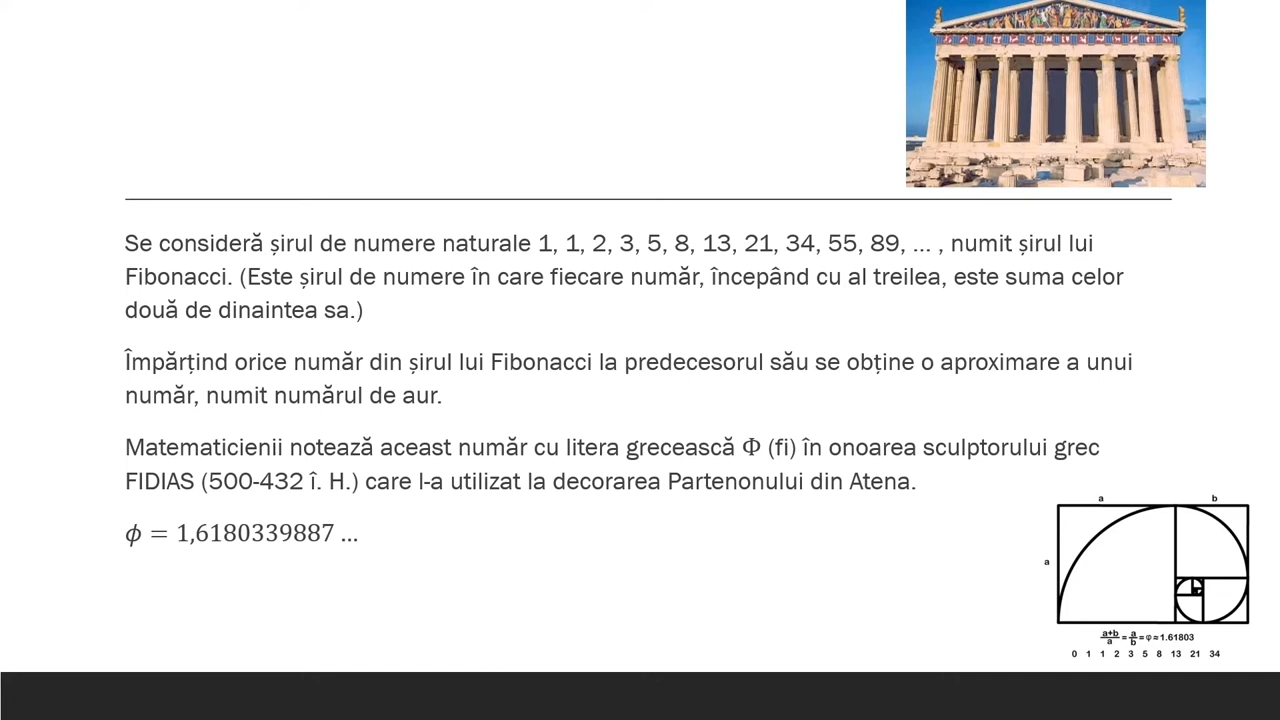 Se consideră șirul de numere naturale 1, 1, 2, 3, 5, 8, 13, 21, 34, 55, 89, ... , numit șirul lui
Fibonacci. (Este șirul de numere în care fiecare număr, începând cu al treilea, este suma celor
două de dinaintea sa.)
Împărțind orice număr din șirul lui Fibonacci la predecesorul său se obține o aproximare a unui
număr, numit numărul de aur.
Matematicienii notează aceast număr cu litera grecească Φ (fi) în onoarea sculptorului grec
FIDIAS (500-432 î. H.) care l-a utilizat la decorarea Partenonului din Atena.
ϕ = 1,6180339887 ...
a b
a
a+b/a = a/b = φ ≈ 1.61803
0 1 1 2 3 5 8 13 21 34